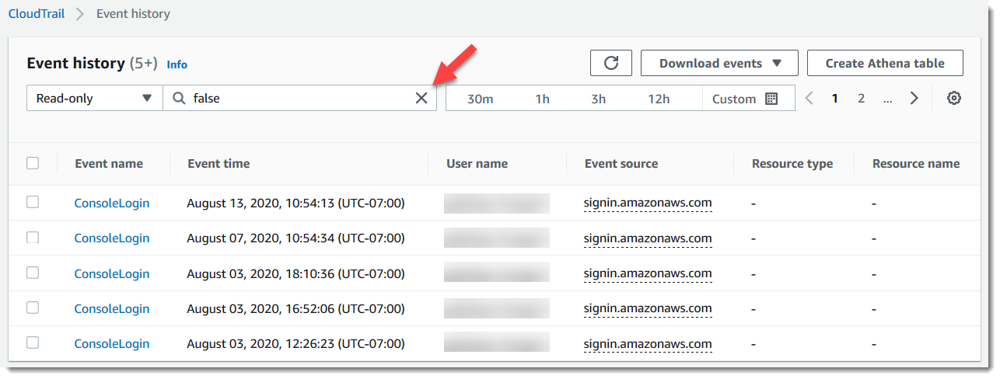 CloudTrail > Event history
Event history (5+) Info Download events Create Athena table
Read-only false 30m 1h 3h 12h Custom 1 2 ...
Event name Event time User name Event source Resource type Resource name
ConsoleLogin August 13, 2020, 10:54:13 (UTC-07:00) signin.amazonaws.com - -
ConsoleLogin August 07, 2020, 10:54:34 (UTC-07:00) signin.amazonaws.com - -
ConsoleLogin August 03, 2020, 18:10:36 (UTC-07:00) signin.amazonaws.com - -
ConsoleLogin August 03, 2020, 16:52:06 (UTC-07:00) signin.amazonaws.com - -
ConsoleLogin August 03, 2020, 12:26:23 (UTC-07:00) signin.amazonaws.com - -